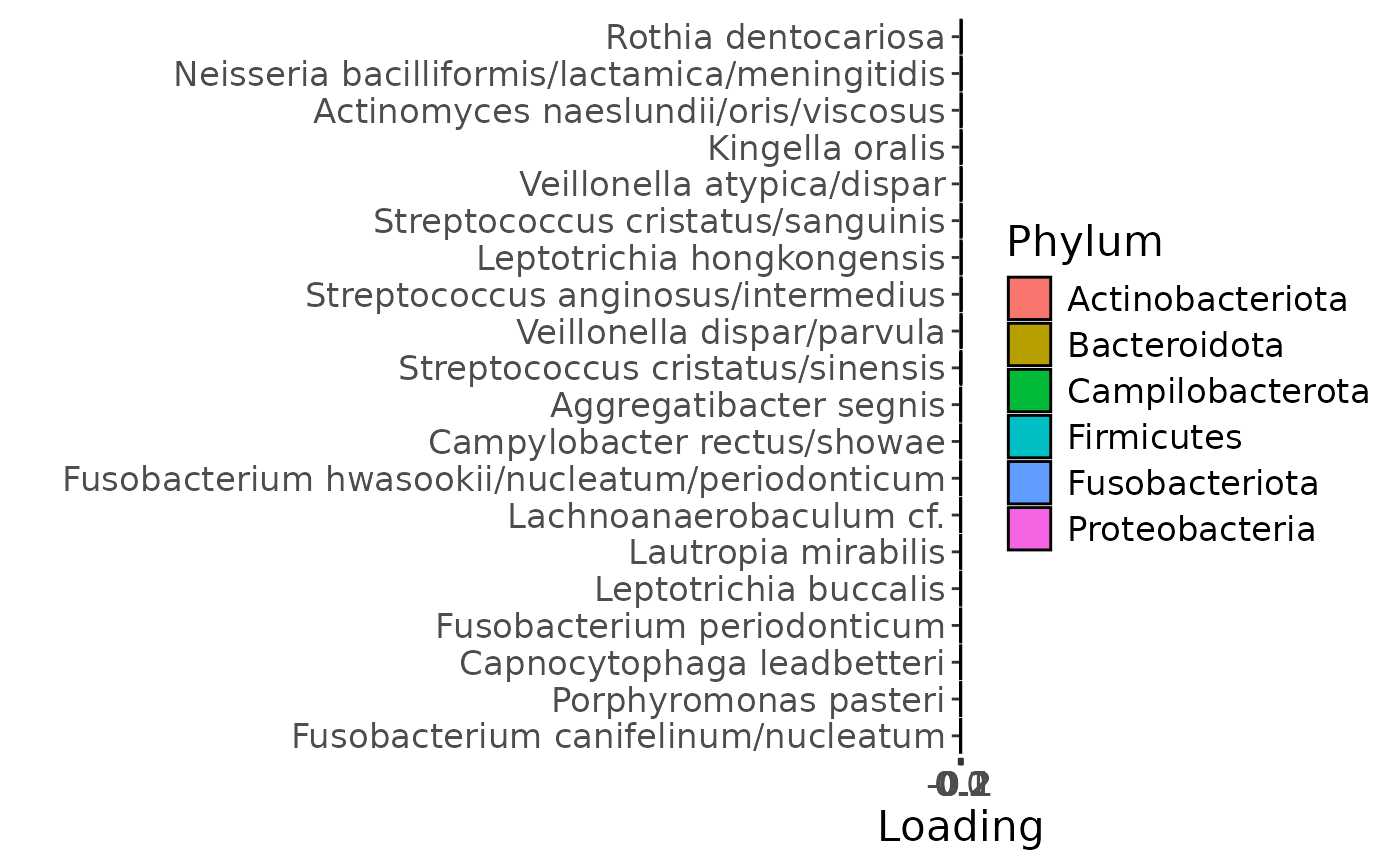 Rothia dentocariosa
Neisseria bacilliformis/lactamica/meningitidis
Actinomyces naeslundii/oris/viscosus
Kingella oralis
Veillonella atypica/dispar
Streptococcus cristatus/sanguinis
Leptotrichia hongkongensis
Streptococcus anginosus/intermedius
Veillonella dispar/parvula
Streptococcus cristatus/sinensis
Aggregatibacter segnis
Campylobacter rectus/showae
Fusobacterium hwasookii/nucleatum/periodonticum
Lachnoanaerobaculum cf.
Lautropia mirabilis
Leptotrichia buccalis
Fusobacterium periodonticum
Capnocytophaga leadbetteri
Porphyromonas pasteri
Fusobacterium canifelinum/nucleatum
Loading
Phylum
Actinobacteriota
Bacteroidota
Campilobacterota
Firmicutes
Fusobacteriota
Proteobacteria